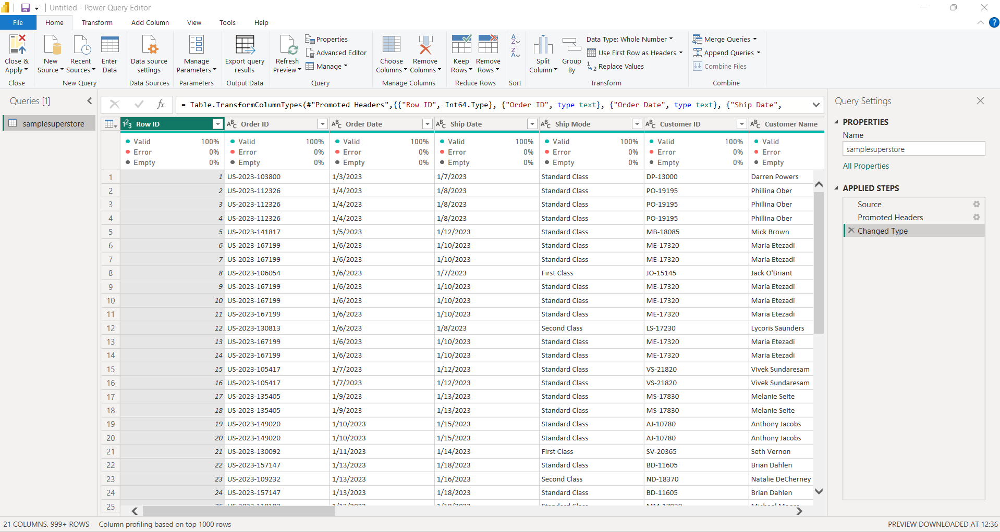 Untitled - Power Query Editor
File Home Transform Add Column View Tools Help
Close & Apply
Close
New Source
Recent Sources
Enter Data
New Query
Data source settings
Data Sources
Manage Parameters
Parameters
Export query results
Output Data
Refresh Preview
Properties
Advanced Editor
Manage
Query
Choose Columns
Remove Columns
Manage Columns
Keep Rows
Remove Rows
Reduce Rows
Sort
Split Column
Group By
Data Type: Whole Number
Use First Row as Headers
Replace Values
Transform
Merge Queries
Append Queries
Combine Files
Combine
Queries [1]
samplesuperstore
fx = Table.TransformColumnTypes(#"Promoted Headers",{{"Row ID", Int64.Type}, {"Order ID", type text}, {"Order Date", type text}, {"Ship Date",
Row ID Order ID Order Date Ship Date Ship Mode Customer ID Customer Name
Valid 100% Valid 100% Valid 100% Valid 100% Valid 100% Valid 100% Valid
Error 0% Error 0% Error 0% Error 0% Error 0% Error 0% Error
Empty 0% Empty 0% Empty 0% Empty 0% Empty 0% Empty 0% Empty
1 1 US-2023-103800 1/3/2023 1/7/2023 Standard Class DP-13000 Darren Powers
2 2 US-2023-112326 1/4/2023 1/8/2023 Standard Class PO-19195 Phillina Ober
3 3 US-2023-112326 1/4/2023 1/8/2023 Standard Class PO-19195 Phillina Ober
4 4 US-2023-112326 1/4/2023 1/8/2023 Standard Class PO-19195 Phillina Ober
5 5 US-2023-141817 1/5/2023 1/12/2023 Standard Class MB-18085 Mick Brown
6 6 US-2023-167199 1/6/2023 1/10/2023 Standard Class ME-17320 Maria Etezadi
7 7 US-2023-167199 1/6/2023 1/10/2023 Standard Class ME-17320 Maria Etezadi
8 8 US-2023-106054 1/6/2023 1/7/2023 First Class JO-15145 Jack O'Briant
9 9 US-2023-167199 1/6/2023 1/10/2023 Standard Class ME-17320 Maria Etezadi
10 10 US-2023-167199 1/6/2023 1/10/2023 Standard Class ME-17320 Maria Etezadi
11 11 US-2023-167199 1/6/2023 1/10/2023 Standard Class ME-17320 Maria Etezadi
12 12 US-2023-130813 1/6/2023 1/8/2023 Second Class LS-17230 Lycoris Saunders
13 13 US-2023-167199 1/6/2023 1/10/2023 Standard Class ME-17320 Maria Etezadi
14 14 US-2023-167199 1/6/2023 1/10/2023 Standard Class ME-17320 Maria Etezadi
15 15 US-2023-105417 1/7/2023 1/12/2023 Standard Class VS-21820 Vivek Sundaresam
16 16 US-2023-105417 1/7/2023 1/12/2023 Standard Class VS-21820 Vivek Sundaresam
17 17 US-2023-135405 1/9/2023 1/13/2023 Standard Class MS-17830 Melanie Seite
18 18 US-2023-135405 1/9/2023 1/13/2023 Standard Class MS-17830 Melanie Seite
19 19 US-2023-149020 1/10/2023 1/15/2023 Standard Class AJ-10780 Anthony Jacobs
20 20 US-2023-149020 1/10/2023 1/15/2023 Standard Class AJ-10780 Anthony Jacobs
21 21 US-2023-130092 1/11/2023 1/14/2023 First Class SV-20365 Seth Vernon
22 22 US-2023-157147 1/13/2023 1/18/2023 Standard Class BD-11605 Brian Dahlen
23 23 US-2023-109232 1/13/2023 1/16/2023 Second Class ND-18370 Natalie DeCherney
24 24 US-2023-157147 1/13/2023 1/18/2023 Standard Class BD-11605 Brian Dahlen
25
Query Settings
PROPERTIES
Name
samplesuperstore
All Properties
APPLIED STEPS
Source
Promoted Headers
Changed Type
21 COLUMNS, 999+ ROWS Column profiling based on top 1000 rows PREVIEW DOWNLOADED AT 12:36